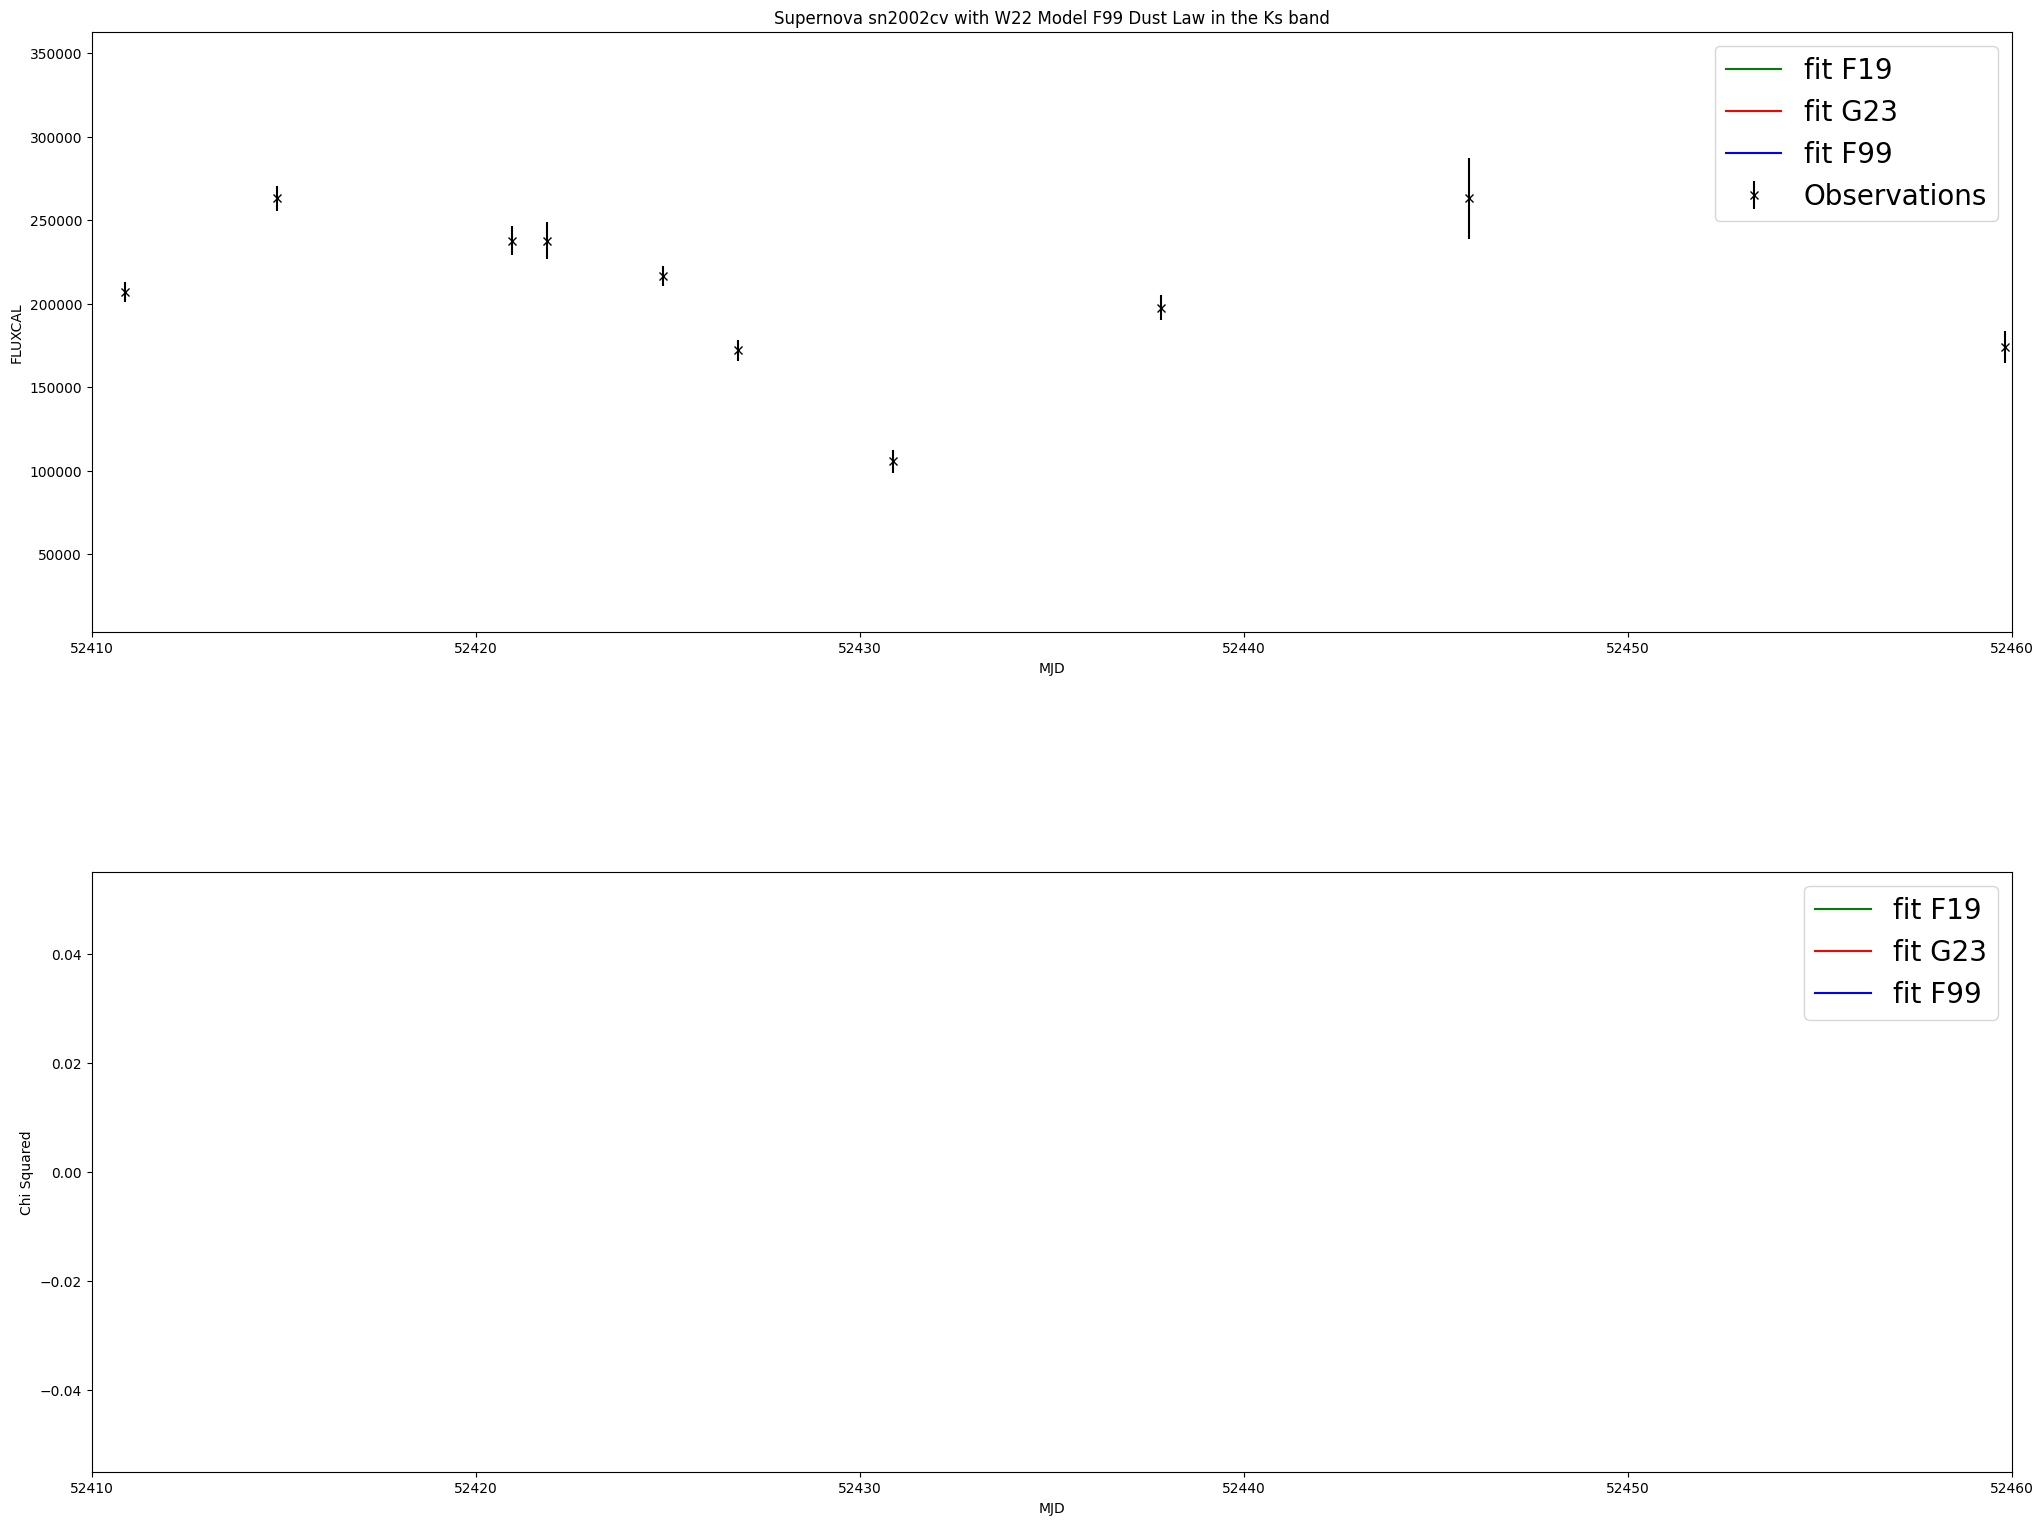 Supernova sn2002cv with W22 Model F99 Dust Law in the Ks band
350000
300000
250000
200000
150000
100000
50000
FLUXCAL
fit F19
fit G23
fit F99
Observations
52410
52420
52430
52440
52450
52460
MJD
0.04
0.02
0.00
−0.02
−0.04
Chi Squared
fit F19
fit G23
fit F99
52410
52420
52430
52440
52450
52460
MJD